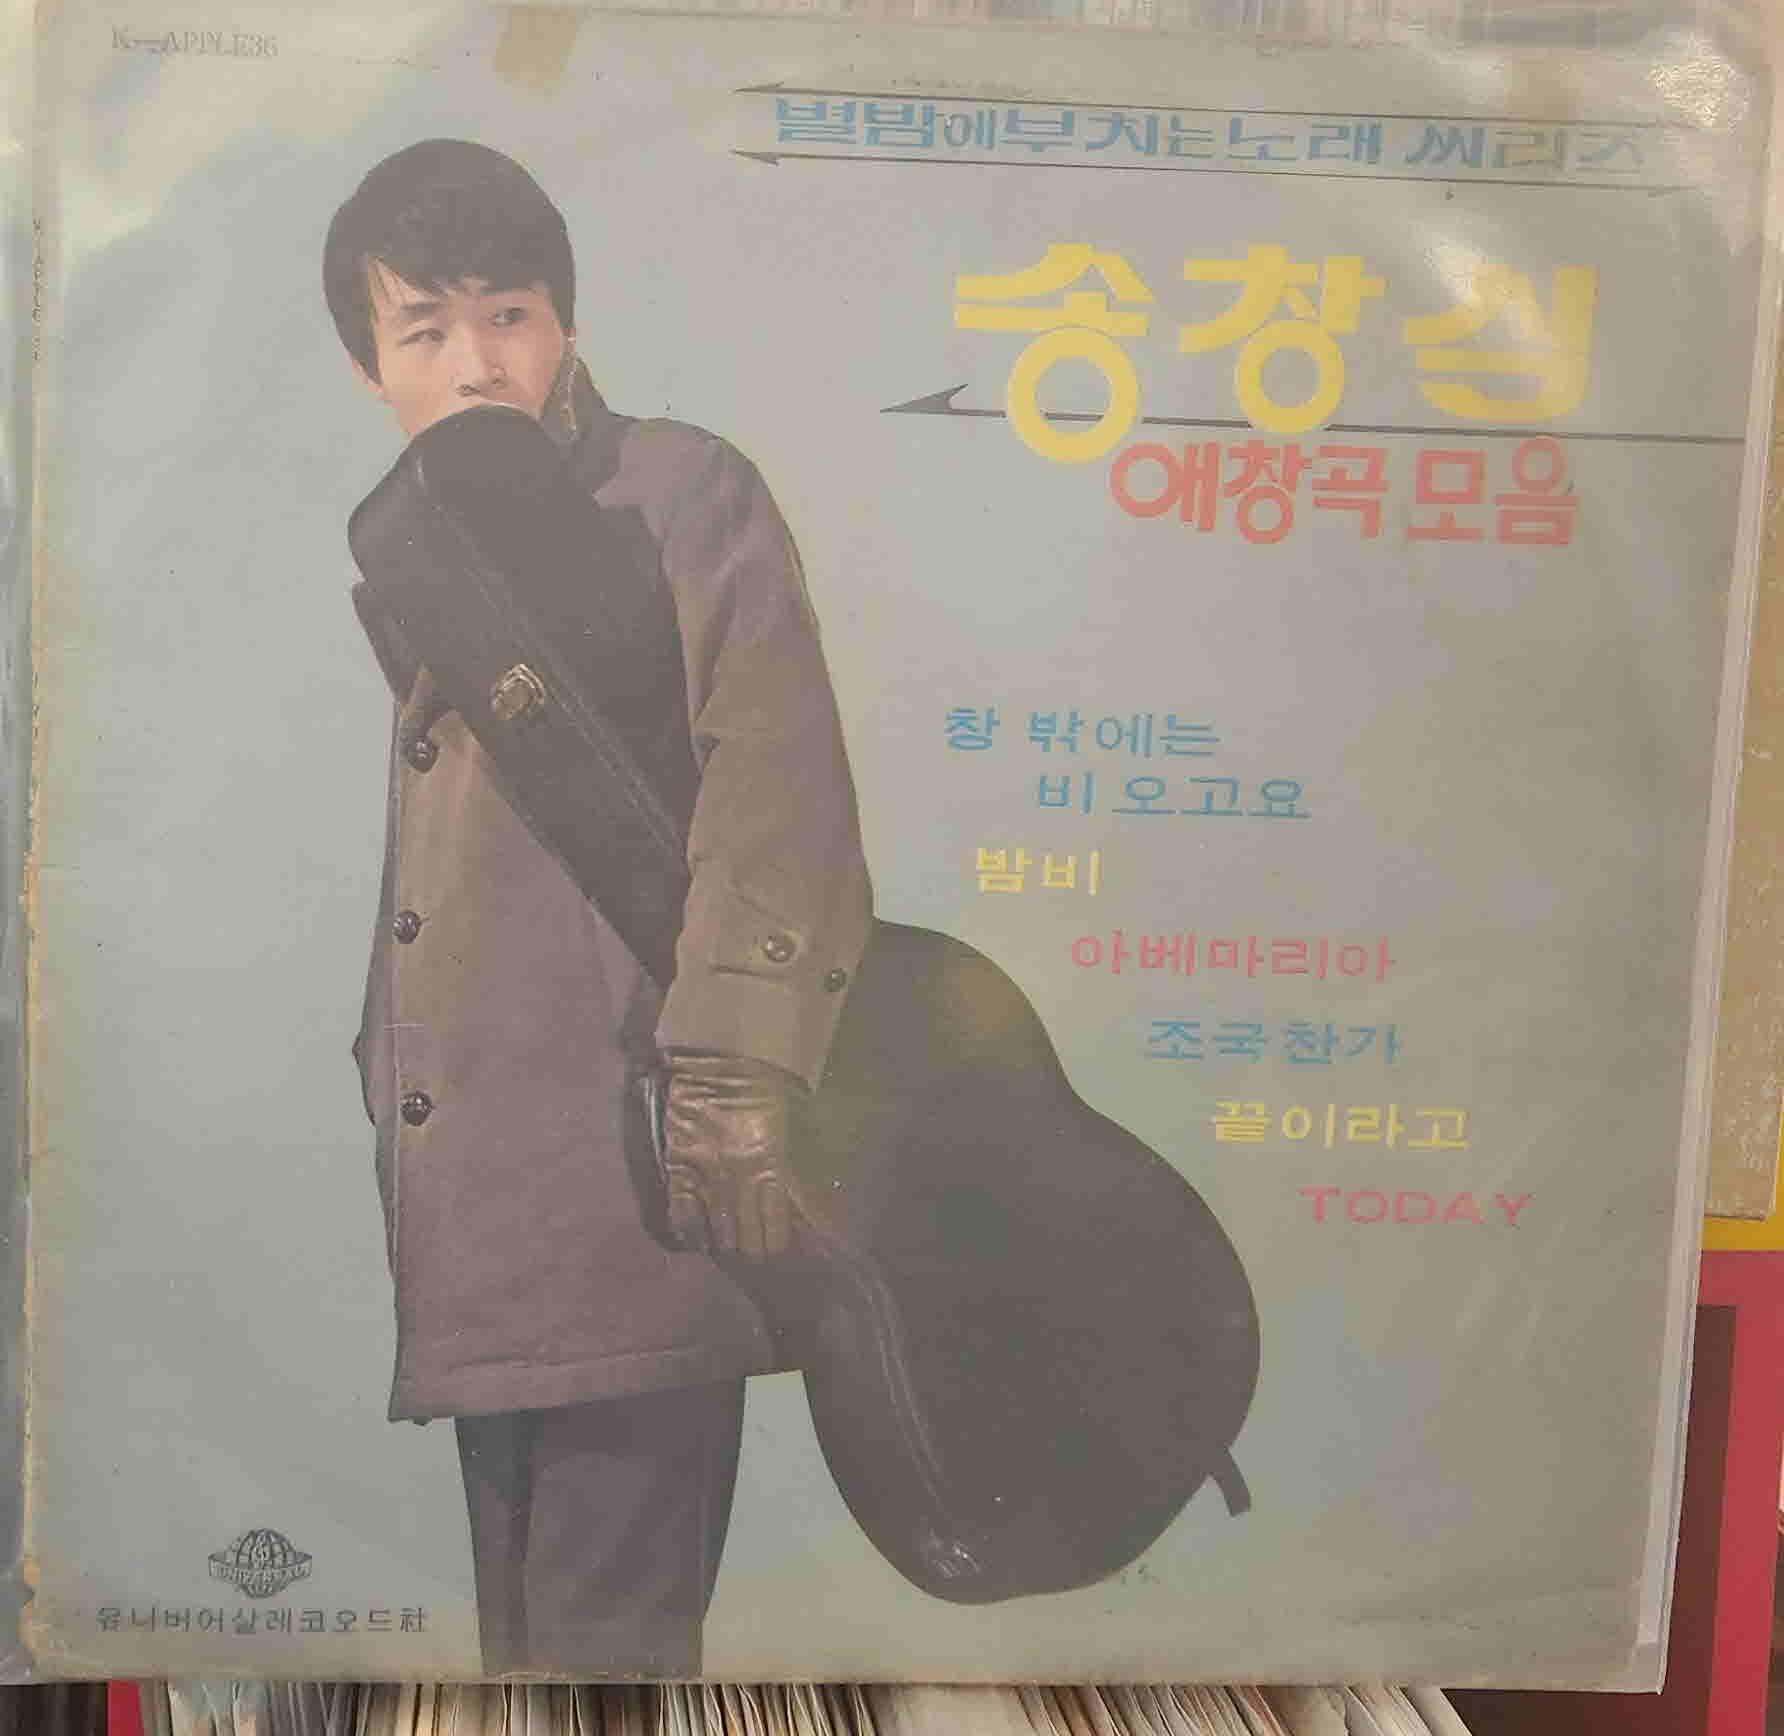 K-APPLE36
별밤에부치는노래 씨리즈
송창식
애창곡모음
창 밖에는
비오고요
밤비
아베마리아
조국찬가
끝이라고
TODAY
UNIVERSAL
윰니버어살레코오드社